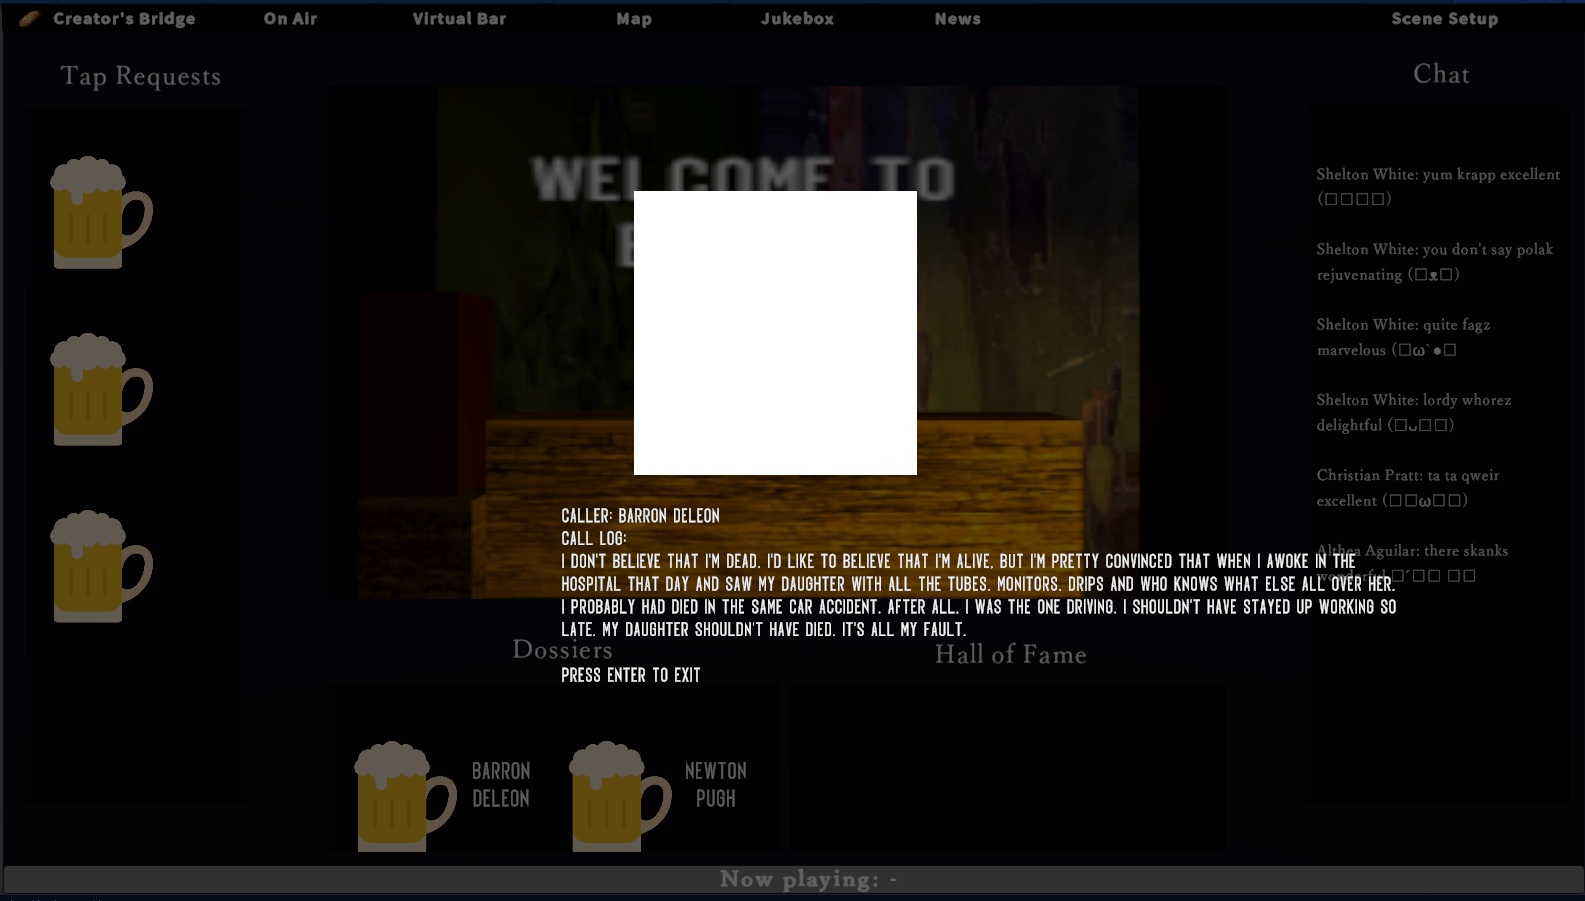 Creator's Bridge
On Air
Virtual Bar
Map
Jukebox
News
Scene Setup
Tap Requests
Chat
WELCOME TO
Shelton White: yum krapp excellent
(□□□□)
Shelton White: you don't say polak
rejuvenating (□ᴥ□)
Shelton White: quite fagz
marvelous (□ω`●□
Shelton White: lordy whorez
delightful (□ᴗ□□)
Christian Pratt: ta ta qweir
excellent (□□ω□□)
Althea Aguilar: there skanks
wonderful □´□□ □□
CALLER: BARRON DELEON
CALL LOG:
I DON'T BELIEVE THAT I'M DEAD. I'D LIKE TO BELIEVE THAT I'M ALIVE, BUT I'M PRETTY CONVINCED THAT WHEN I AWOKE IN THE
HOSPITAL THAT DAY AND SAW MY DAUGHTER WITH ALL THE TUBES. MONITORS. DRIPS AND WHO KNOWS WHAT ELSE ALL OVER HER.
I PROBABLY HAD DIED IN THE SAME CAR ACCIDENT. AFTER ALL. I WAS THE ONE DRIVING. I SHOULDN'T HAVE STAYED UP WORKING SO
LATE. MY DAUGHTER SHOULDN'T HAVE DIED. IT'S ALL MY FAULT.
PRESS ENTER TO EXIT
Dossiers
Hall of Fame
BARRON
DELEON
NEWTON
PUGH
Now playing: -